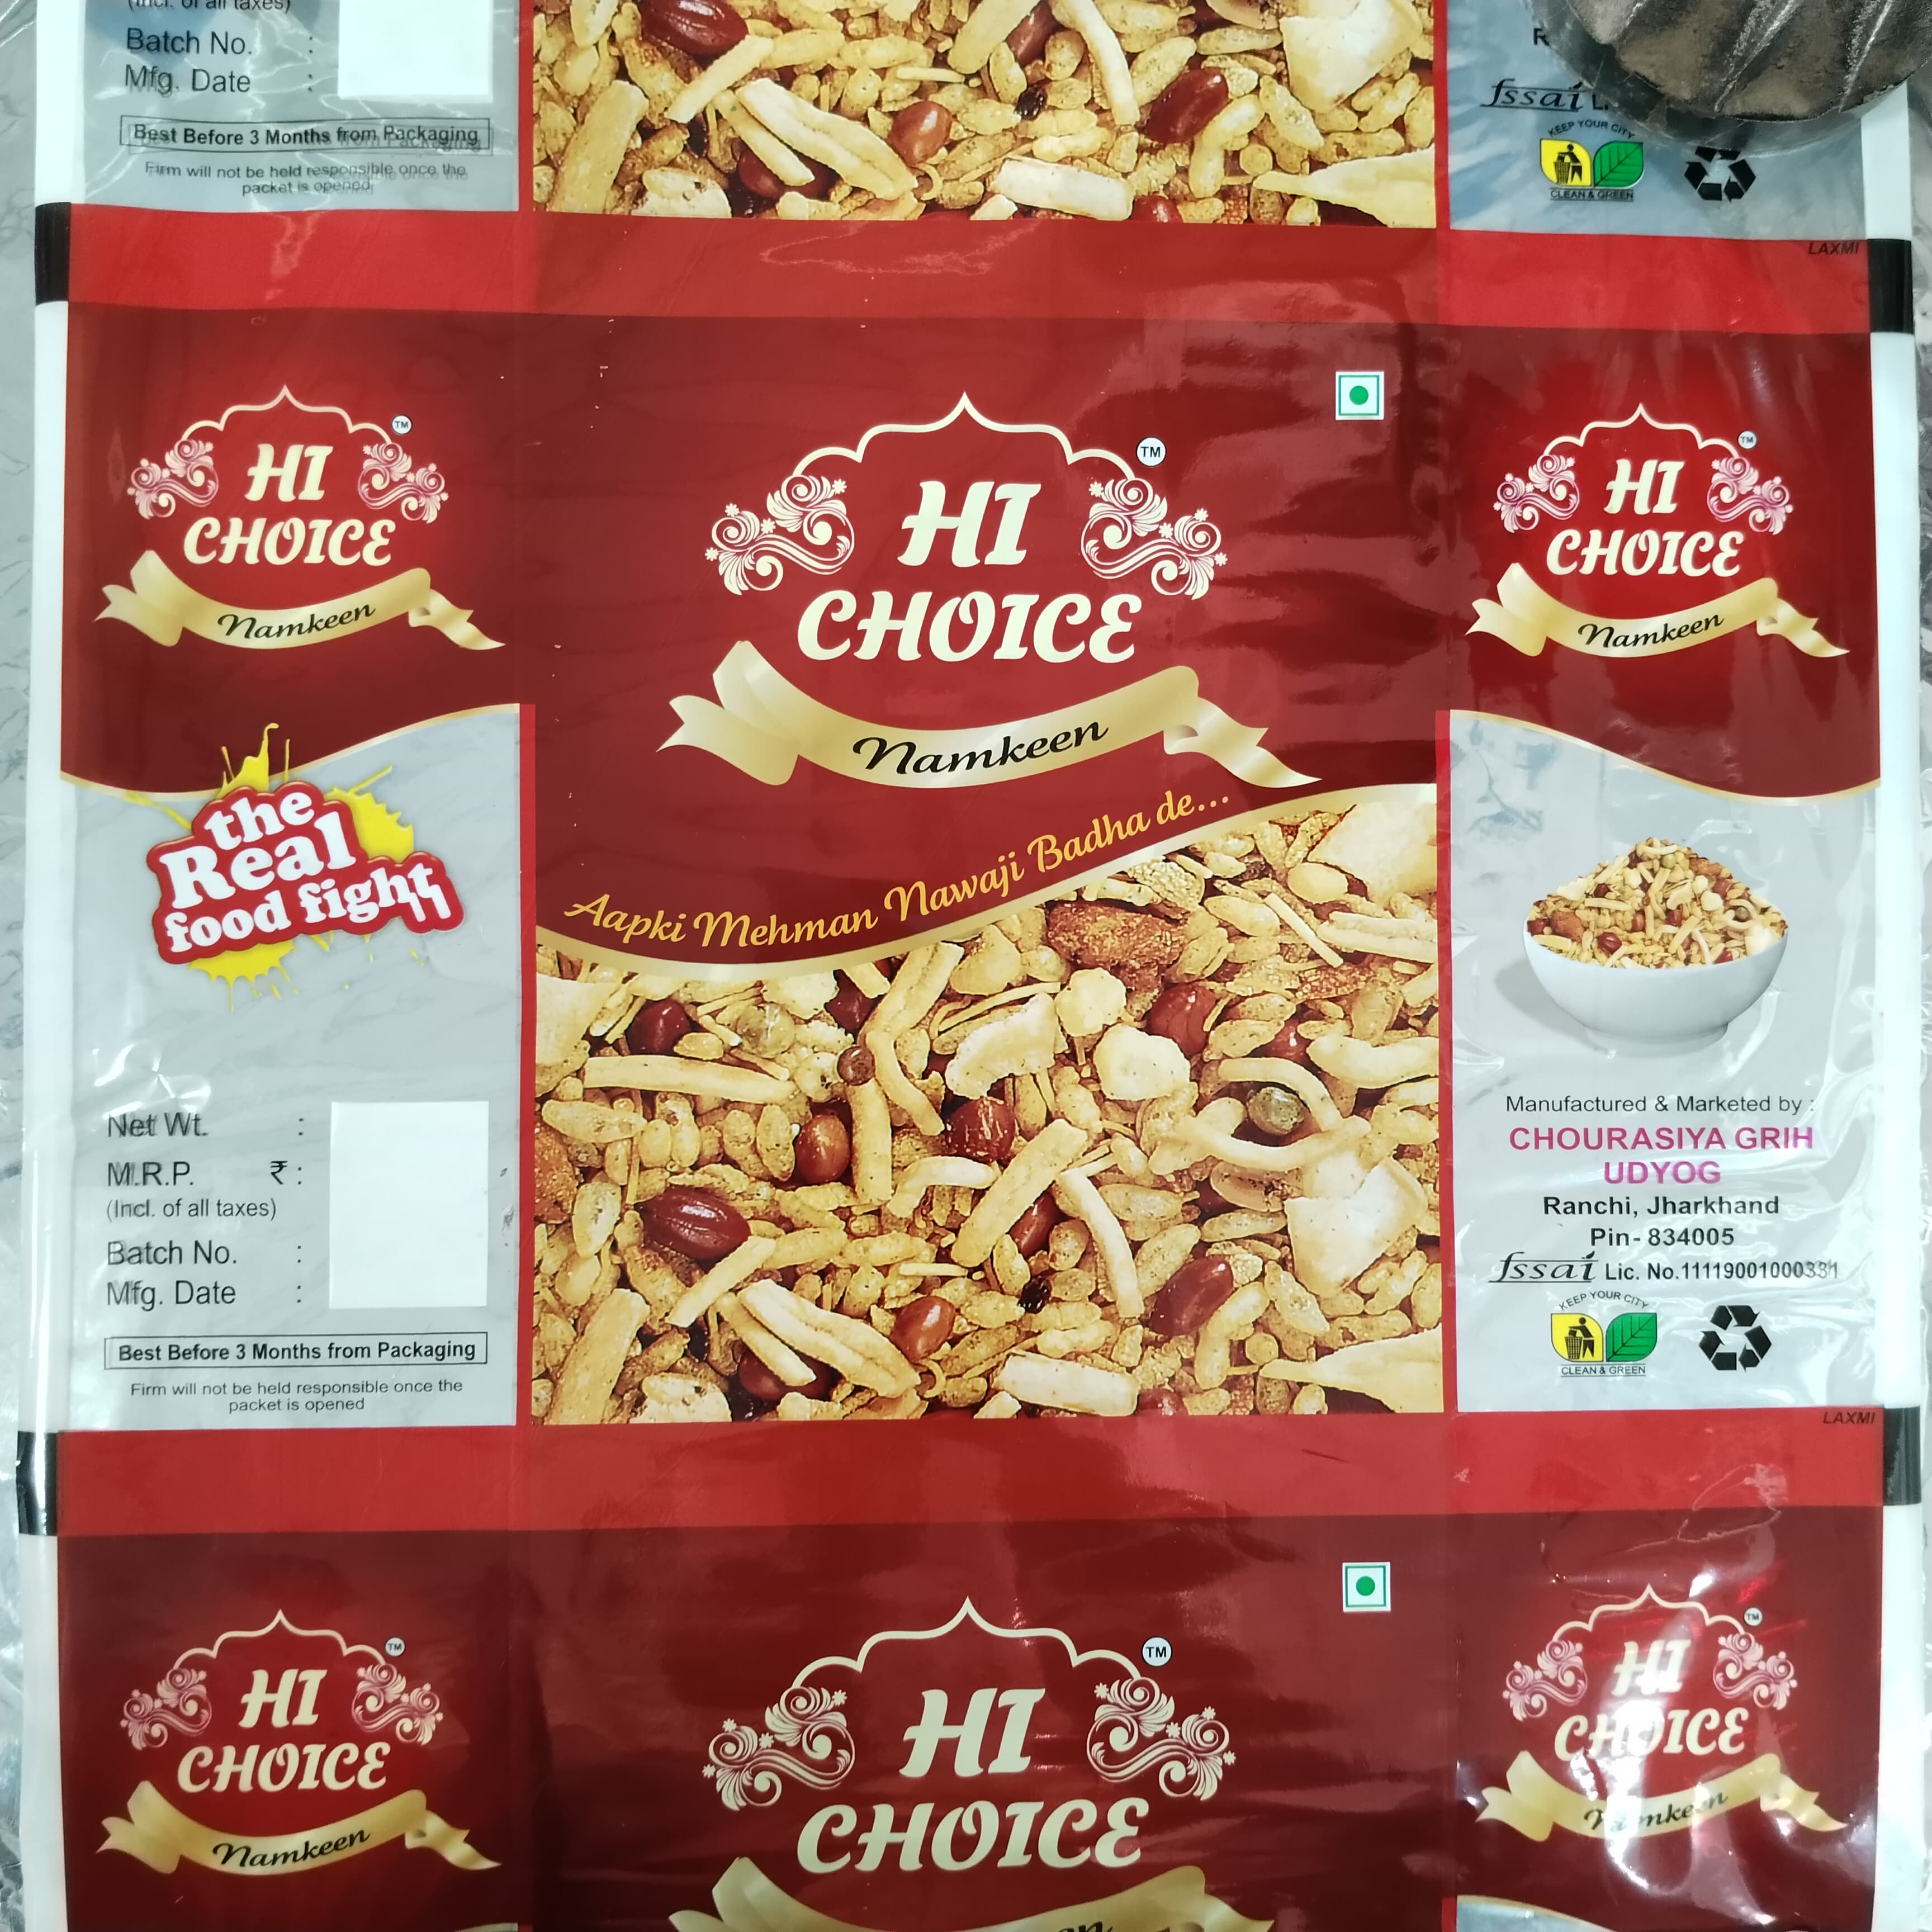 (Incl. of all taxes)
Batch No. :
Mfg. Date :
Best Before 3 Months from Packaging
Firm will not be held responsible once the
packet is opened
fssai
KEEP YOUR CITY
CLEAN & GREEN
LAXMI
HI
CHOICE
TM
Namkeen
the
Real
food fight
Net Wt. :
M.R.P. ₹ :
(Incl. of all taxes)
Batch No. :
Mfg. Date :
Best Before 3 Months from Packaging
Firm will not be held responsible once the
packet is opened
TM
HI
CHOICE
Namkeen
Aapki Mehman Nawaji Badha de...
TM
HI
CHOICE
Namkeen
Manufactured & Marketed by :
CHOURASIYA GRIH
UDYOG
Ranchi, Jharkhand
Pin- 834005
fssai Lic. No.
KEEP YOUR CITY
CLEAN & GREEN
LAXMI
TM
HI
CHOICE
Namkeen
TM
HI
CHOICE
TM
HI
CHOICE
Namkeen